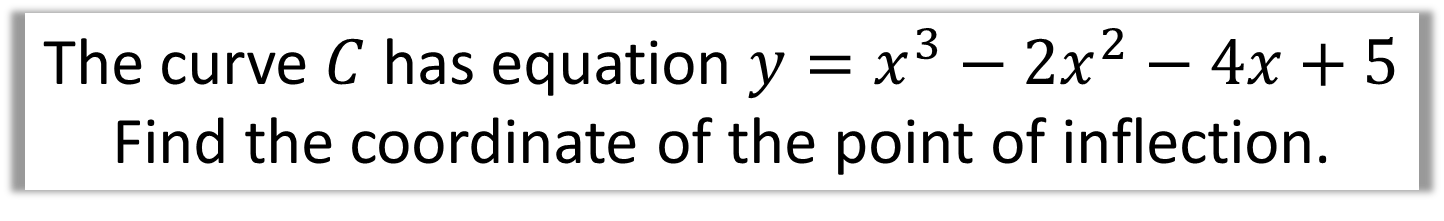 The curve C has equation y = x³ − 2x² − 4x + 5
Find the coordinate of the point of inflection.